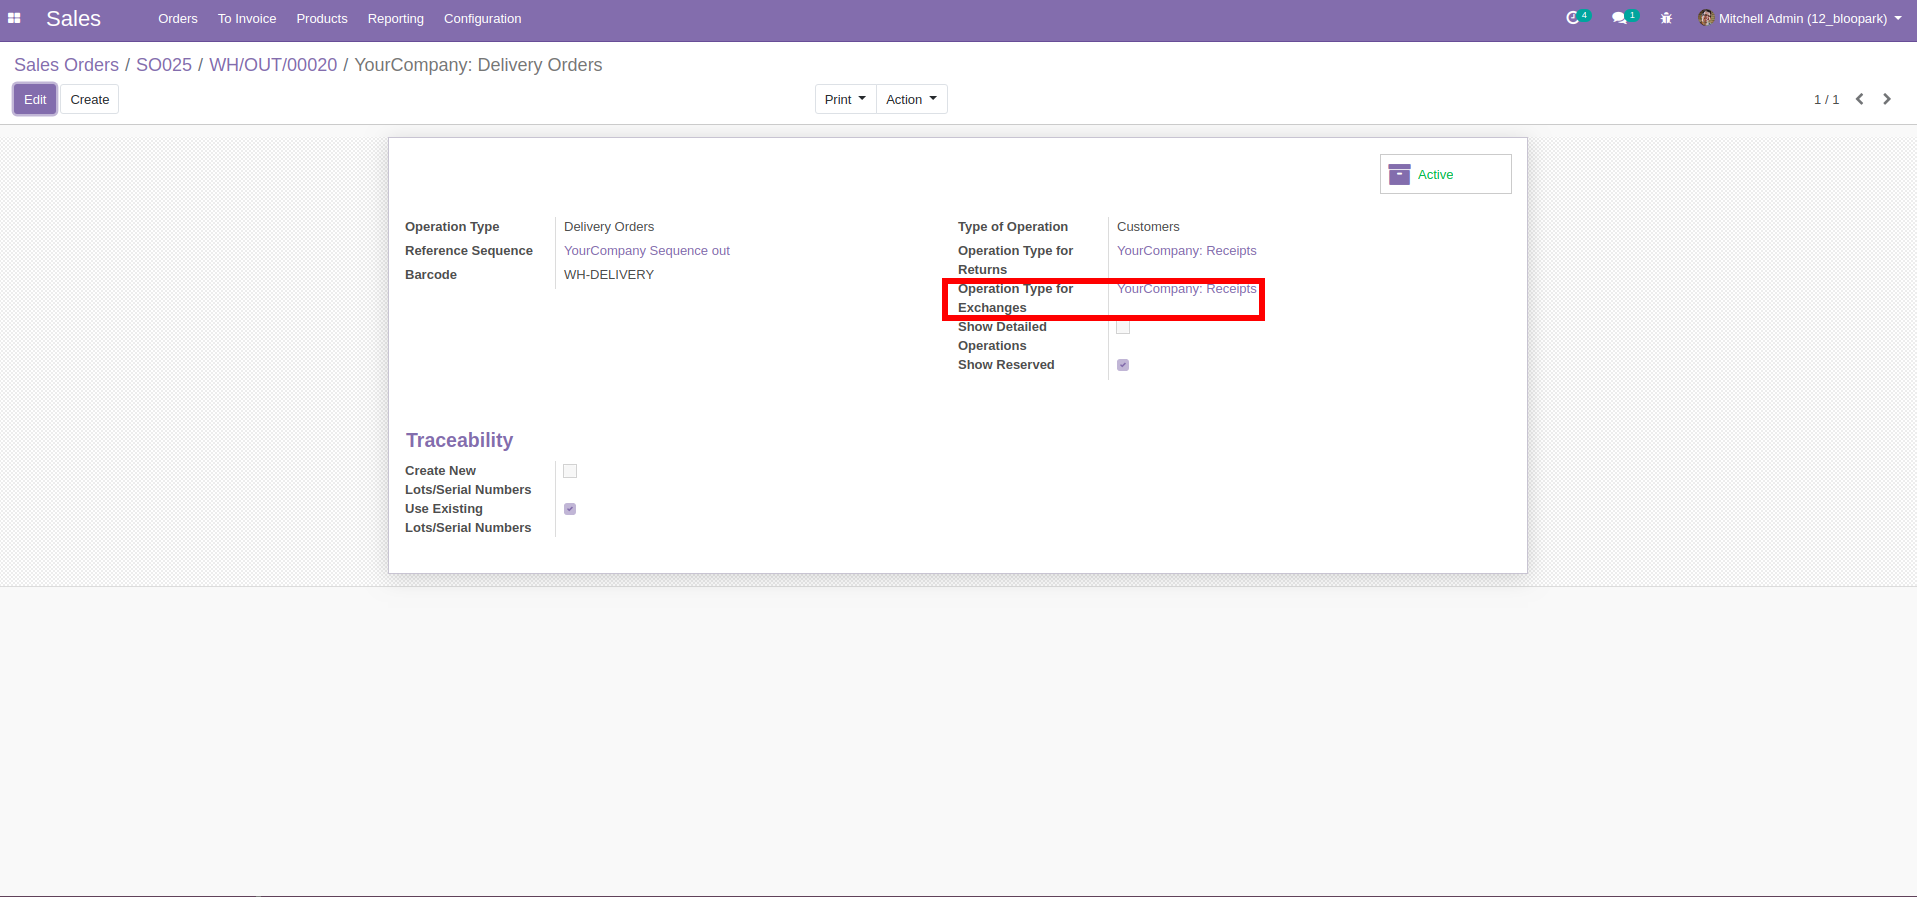 Sales Orders To Invoice Products Reporting Configuration 4 1 Mitchell Admin (12_bloopark)
Sales Orders / SO025 / WH/OUT/00020 / YourCompany: Delivery Orders
Edit Create Print Action 1 / 1
Active
Operation Type Delivery Orders
Reference Sequence YourCompany Sequence out
Barcode WH-DELIVERY
Type of Operation Customers
Operation Type for YourCompany: Receipts
Returns
Operation Type for YourCompany: Receipts
Exchanges
Show Detailed
Operations
Show Reserved
Traceability
Create New
Lots/Serial Numbers
Use Existing
Lots/Serial Numbers